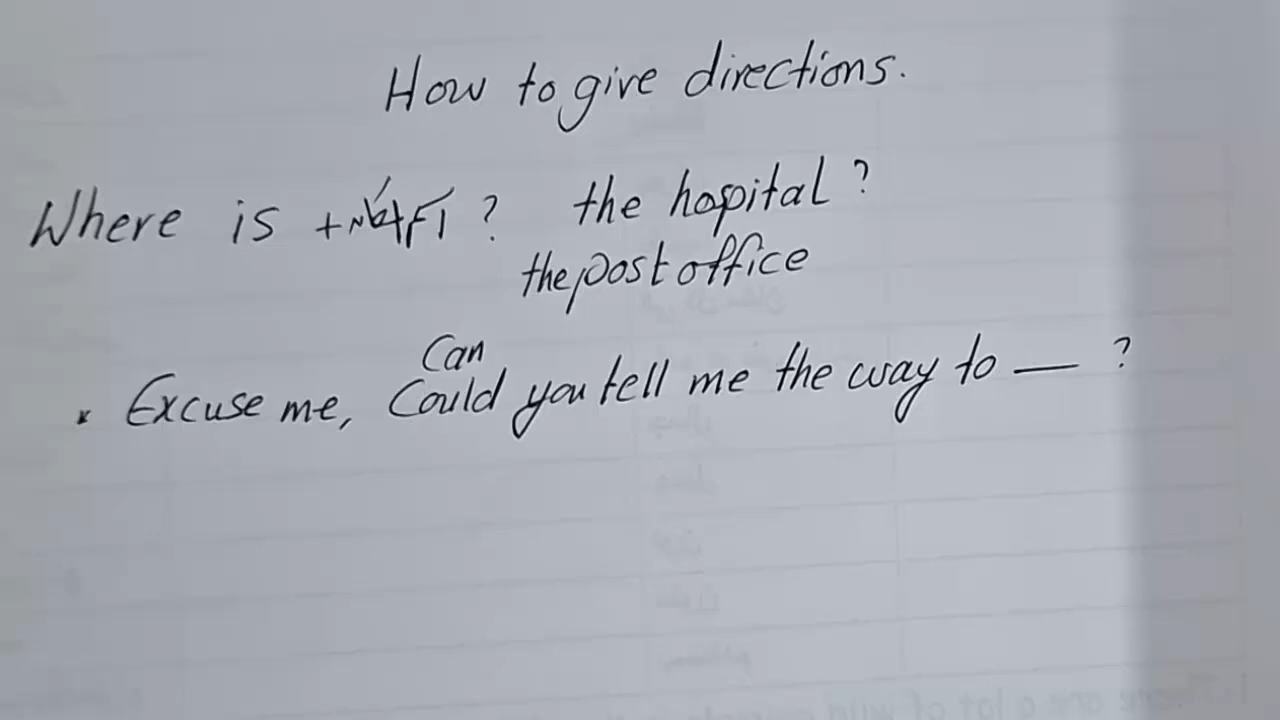 How to give directions.
Where is + ? the hospital ?
the post office
Can
* Excuse me, Could you tell me the way to — ?